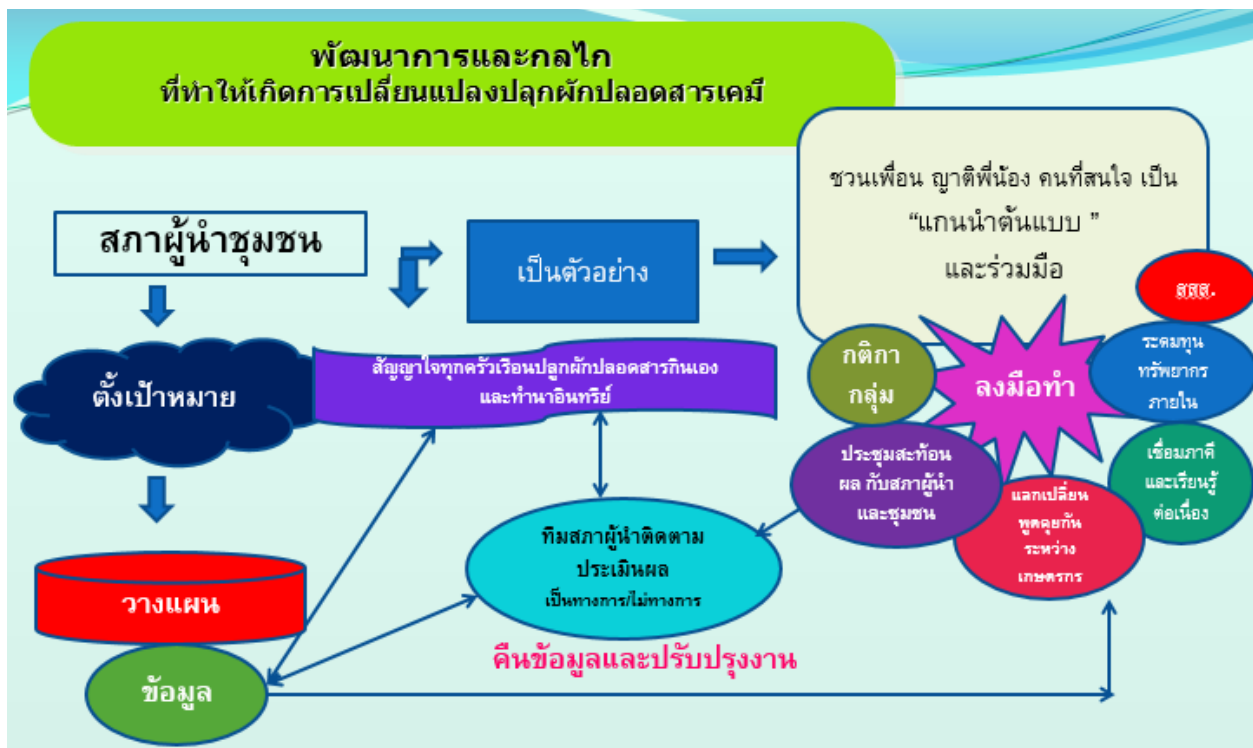 พัฒนาการและกลไก
ที่ทำให้เกิดการเปลี่ยนแปลงปลูกผักปลอดสารเคมี
ชวนเพื่อน ญาติพี่น้อง คนที่สนใจ เป็น
“แกนนำต้นแบบ ”
และร่วมมือ
สภาผู้นำชุมชน
เป็นตัวอย่าง
สสส.
ตั้งเป้าหมาย
สัญญาใจทุกครัวเรือนปลูกผักปลอดสารกินเอง
และทำนาอินทรีย์
กติกา
กลุ่ม
ลงมือทำ
ระดมทุน
ทรัพยากร
ภายใน
ประชุมสะท้อน
ผล กับสภาผู้นำ
และชุมชน
แลกเปลี่ยน
พูดคุยกัน
ระหว่าง
เกษตรกร
เชื่อมภาคี
และเรียนรู้
ต่อเนื่อง
ทีมสภาผู้นำติดตาม
ประเมินผล
เป็นทางการ/ไม่ทางการ
วางแผน
ข้อมูล
คืนข้อมูลและปรับปรุงงาน